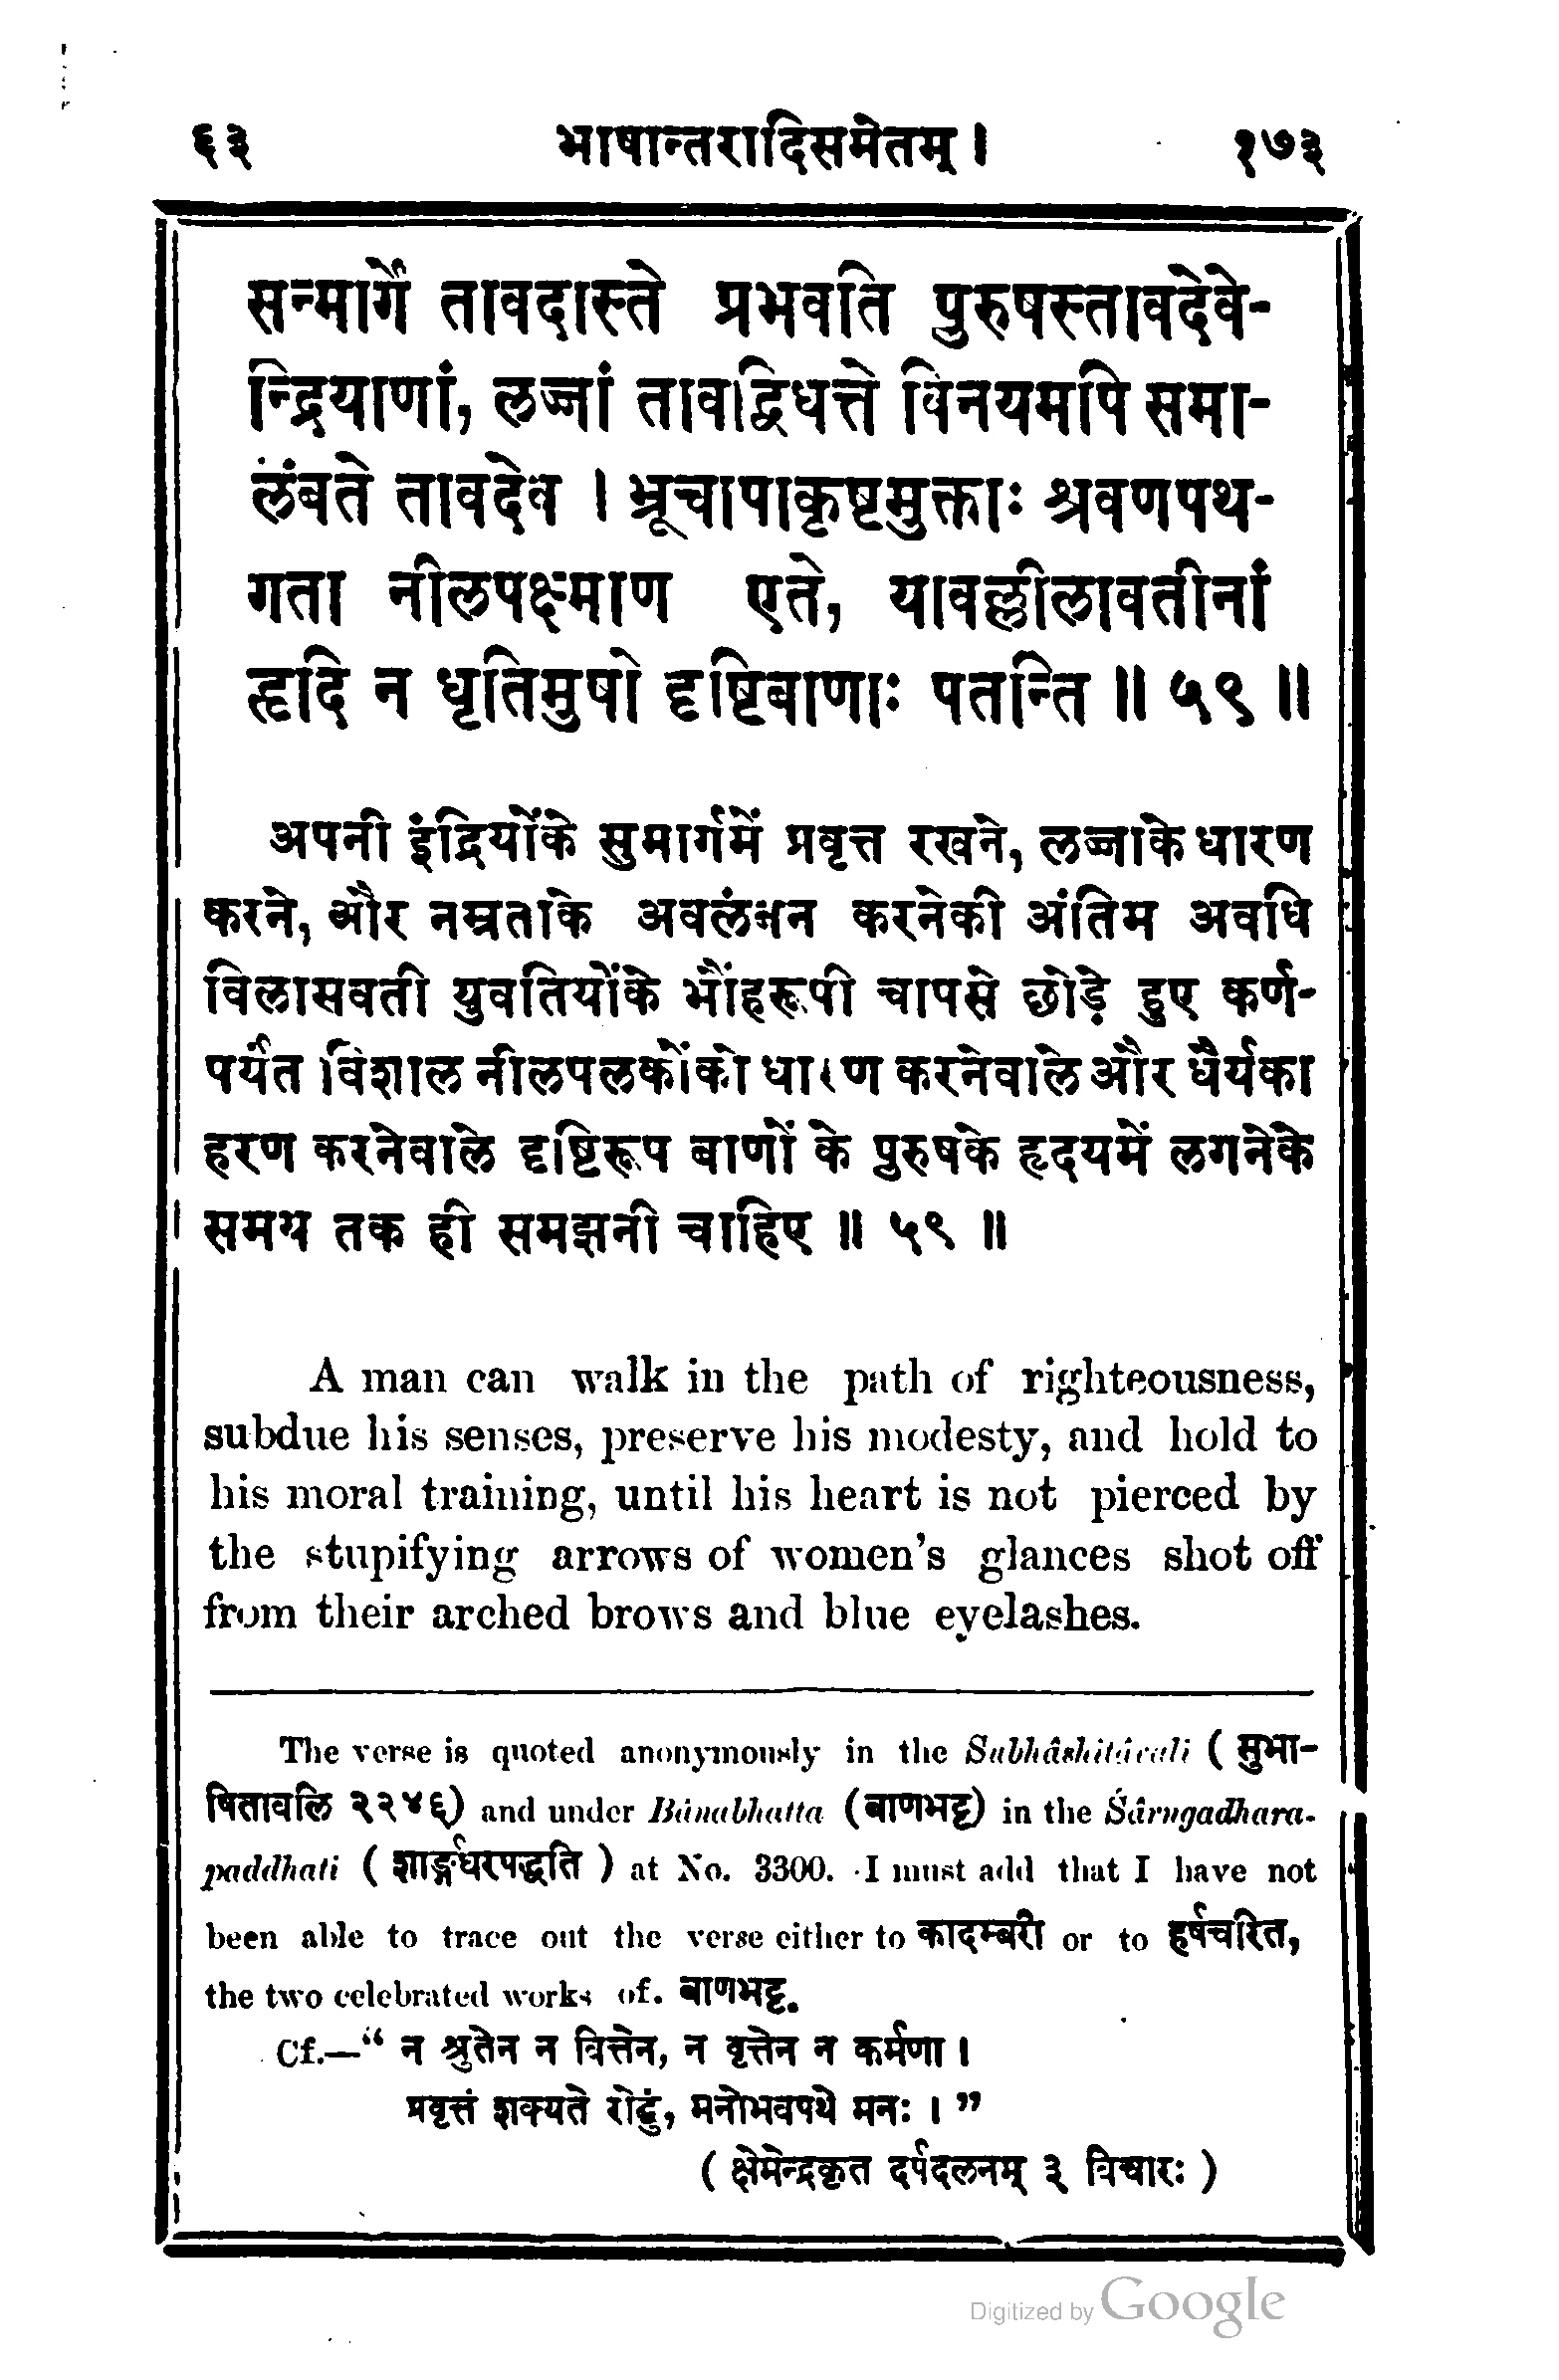 ६३ भाषान्तरादिसमेतम् । १७३
सन्मार्गे तावदास्ते प्रभवति पुरुषस्तावदेवे-
न्द्रियाणां, लज्जां तावद्विधत्ते विनयमपि समा-
लंबते तावदेव । भ्रूचापाकृष्टमुक्ताः श्रवणपथ-
गता नीलपक्ष्माण एते, यावल्लीलावतीनां
हृदि न धृतिमुषो दृष्टिबाणाः पतन्ति ॥ ५९ ॥
अपनी इंद्रियोंके सुमार्गमें प्रवृत्त रखने, लज्जाके धारण
करने, और नम्रताके अवलंबन करनेकी अंतिम अवधि
विलासवती युवतियोंके भौंहरूपी चापसे छोड़े हुए कर्ण-
पर्यंत विशाल नीलपलकोंको धारण करनेवाले और धैर्यका
हरण करनेवाले दृष्टिरूप बाणों के पुरुषके हृदयमें लगनेके
समय तक ही समझनी चाहिए ॥ ५९ ॥
A man can walk in the path of righteousness,
subdue his senses, preserve his modesty, and hold to
his moral training, until his heart is not pierced by
the stupifying arrows of women's glances shot off
from their arched brows and blue eyelashes.
The verse is quoted anonymously in the Subhâshitâvali ( सुभा-
षितावलि २२४६) and under Bânabhatta (बाणभट्ट) in the Śârngadhara-
paddhati ( शार्ङ्गधरपद्धति ) at No. 3300. I must add that I have not
been able to trace out the verse either to कादम्बरी or to हर्षचरित,
the two celebrated works of. बाणभट्ट.
Cf.—“ न श्रुतेन न वित्तेन, न वृत्तेन न कर्मणा ।
प्रवृत्तं शक्यते रोद्धुं, मनोभवपथे मनः । ”
( क्षेमेन्द्रकृत दर्पदलनम् ३ विचारः )
Digitized by Google